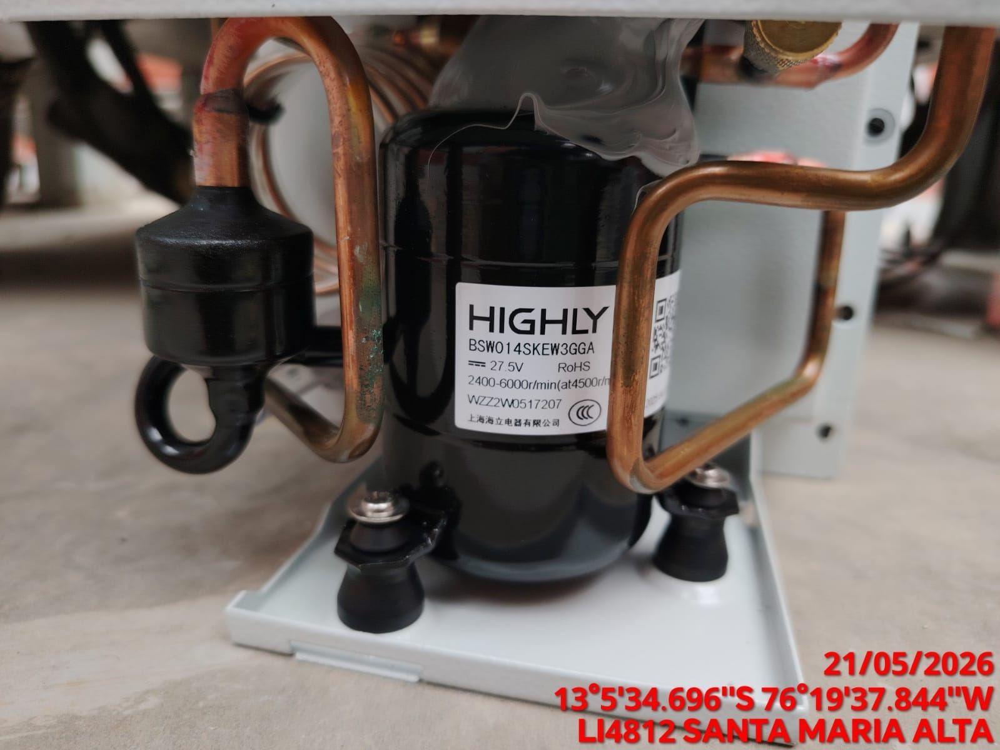 HIGHLY
BSW014SKEW3GGA
27.5V RoHS
2400-6000r/min(at4500r/
WZZ2W0517207
CCC
上海海立电器有限公司
21/05/2026
13°5'34.696"S 76°19'37.844"W
LI4812 SANTA MARIA ALTA